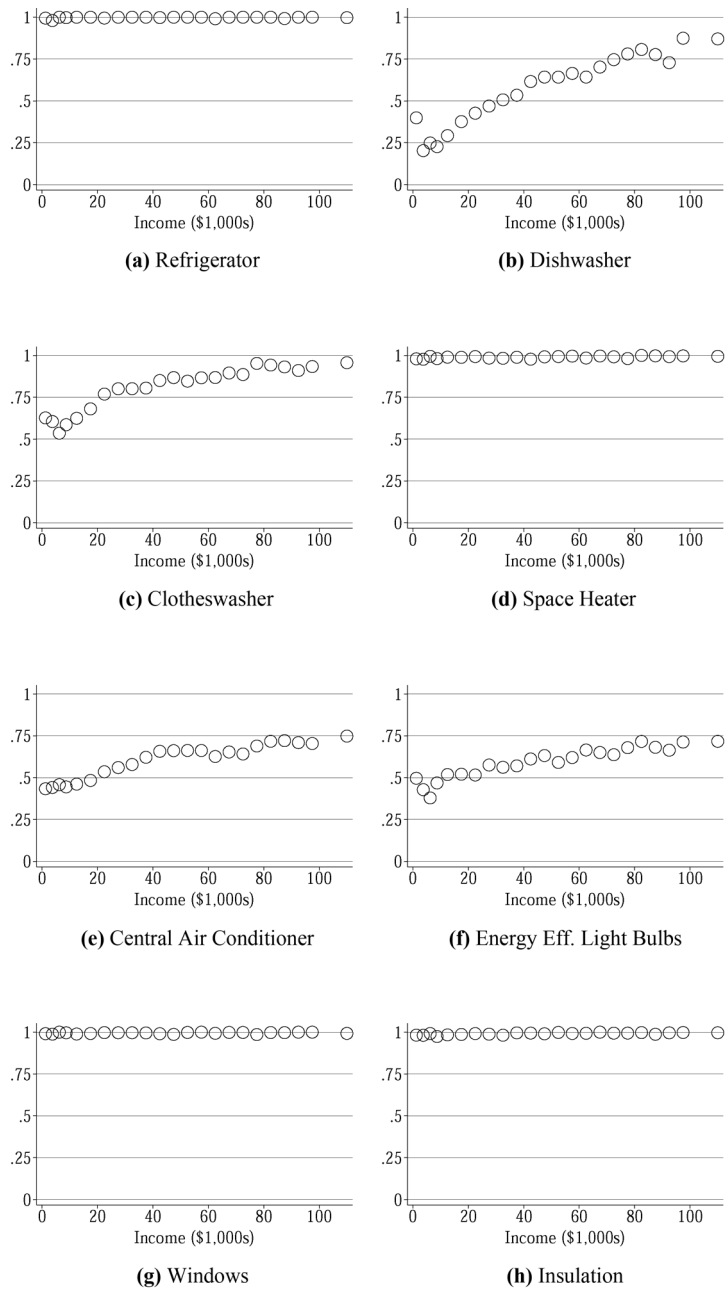 1
.75
.5
.25
0
0 20 40 60 80 100
Income ($1,000s)
(a) Refrigerator
1
.75
.5
.25
0
0 20 40 60 80 100
Income ($1,000s)
(b) Dishwasher
1
.75
.5
.25
0
0 20 40 60 80 100
Income ($1,000s)
(c) Clotheswasher
1
.75
.5
.25
0
0 20 40 60 80 100
Income ($1,000s)
(d) Space Heater
1
.75
.5
.25
0
0 20 40 60 80 100
Income ($1,000s)
(e) Central Air Conditioner
1
.75
.5
.25
0
0 20 40 60 80 100
Income ($1,000s)
(f) Energy Eff. Light Bulbs
1
.75
.5
.25
0
0 20 40 60 80 100
Income ($1,000s)
(g) Windows
1
.75
.5
.25
0
0 20 40 60 80 100
Income ($1,000s)
(h) Insulation